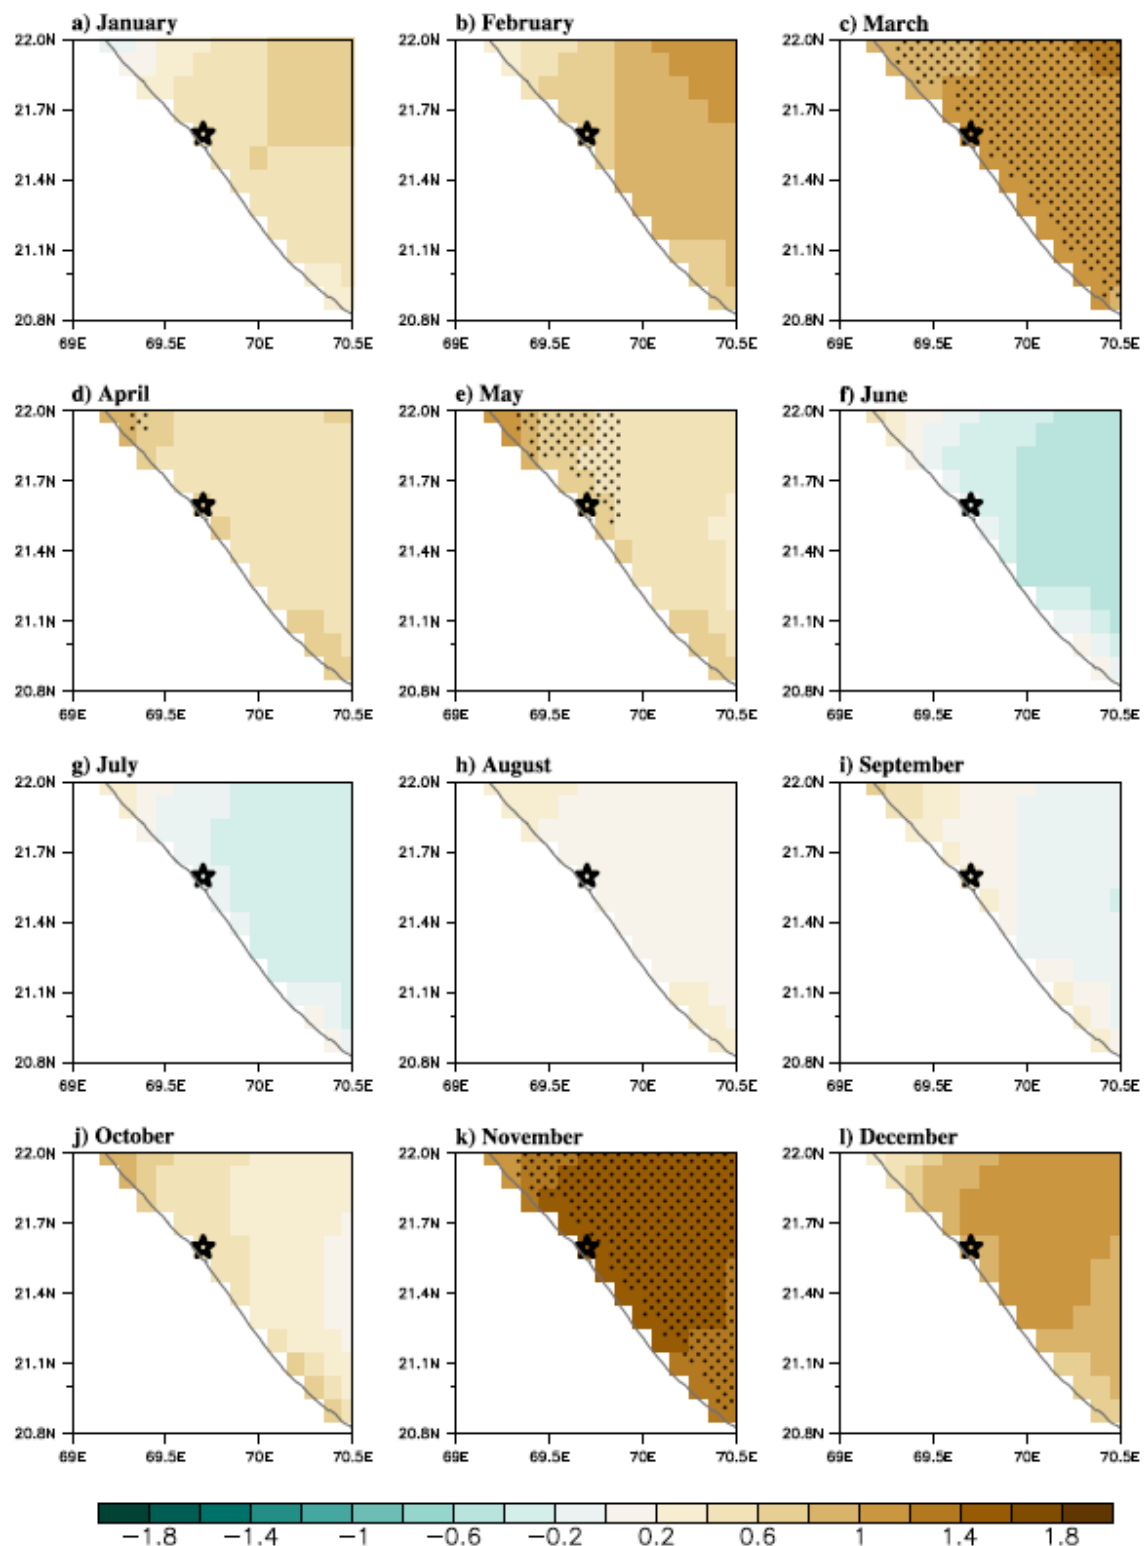 a) January b) February c) March
22.0N 22.0N 22.0N
21.7N 21.7N 21.7N
21.4N 21.4N 21.4N
21.1N 21.1N 21.1N
20.8N 20.8N 20.8N
69E 69.5E 70E 70.5E 69E 69.5E 70E 70.5E 69E 69.5E 70E 70.5E
d) April e) May f) June
22.0N 22.0N 22.0N
21.7N 21.7N 21.7N
21.4N 21.4N 21.4N
21.1N 21.1N 21.1N
20.8N 20.8N 20.8N
69E 69.5E 70E 70.5E 69E 69.5E 70E 70.5E 69E 69.5E 70E 70.5E
g) July h) August i) September
22.0N 22.0N 22.0N
21.7N 21.7N 21.7N
21.4N 21.4N 21.4N
21.1N 21.1N 21.1N
20.8N 20.8N 20.8N
69E 69.5E 70E 70.5E 69E 69.5E 70E 70.5E 69E 69.5E 70E 70.5E
j) October k) November l) December
22.0N 22.0N 22.0N
21.7N 21.7N 21.7N
21.4N 21.4N 21.4N
21.1N 21.1N 21.1N
20.8N 20.8N 20.8N
69E 69.5E 70E 70.5E 69E 69.5E 70E 70.5E 69E 69.5E 70E 70.5E
−1.8 −1.4 −1 −0.6 −0.2 0.2 0.6 1 1.4 1.8